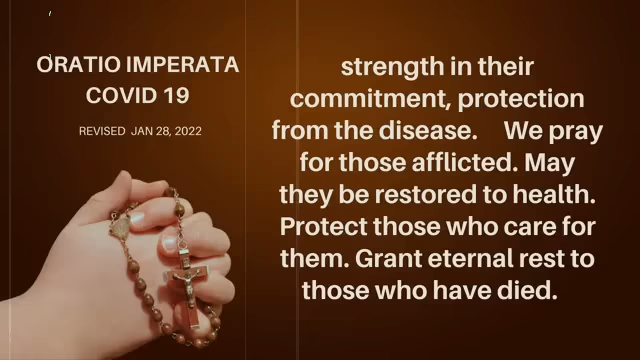 ORATIO IMPERATA
COVID 19
REVISED JAN 28, 2022
strength in their
commitment, protection
from the disease. We pray
for those afflicted. May
they be restored to health.
Protect those who care for
them. Grant eternal rest to
those who have died.